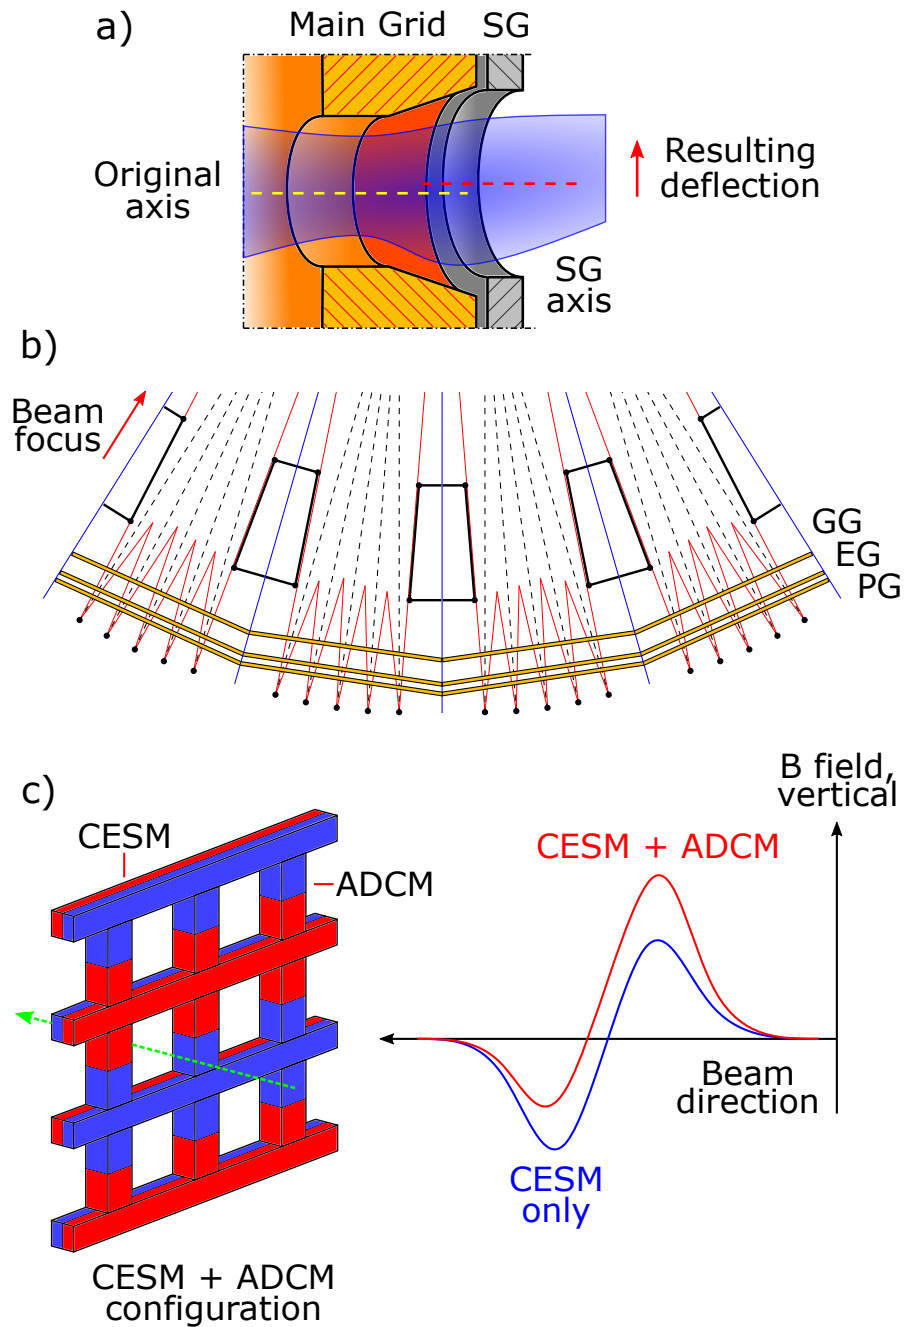 a)
Main Grid
SG
Original
axis
Resulting
deflection
SG
axis
b)
Beam
focus
GG
EG
PG
c)
CESM
ADCM
CESM + ADCM
configuration
B field,
vertical
CESM + ADCM
Beam
direction
CESM
only